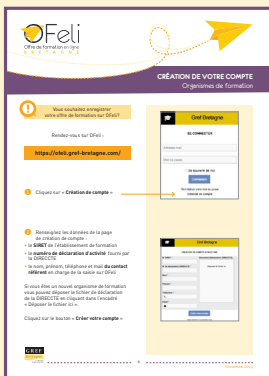 OFeli
Offre de formation en ligne
BRETAGNE
CRÉATION DE VOTRE COMPTE
Organismes de formation
Vous souhaitez enregistrer
votre offre de formation sur OFeli?
Rendez-vous sur OFeli :
https://ofeli.gref-bretagne.com/
1 Cliquez sur « Création de compte »
Gref Bretagne
SE CONNECTER
Se souvenir de moi
Création de compte
2 Renseignez les données de la page
de création de compte :
- le SIRET de l'établissement de formation
- le numéro de déclaration d'activité fourni par
la DIRECCTE
- le nom, prénom, téléphone et mail du contact
référent en charge de la saisie sur OFeli
Si vous êtes un nouvel organisme de formation
vous pouvez déposer le fichier de déclaration
de la DIRECCTE en cliquant dans l'encadré
« Déposer le fichier ici ».
Cliquez sur le bouton « Créer votre compte »
Gref Bretagne
GREF
BRETAGNE